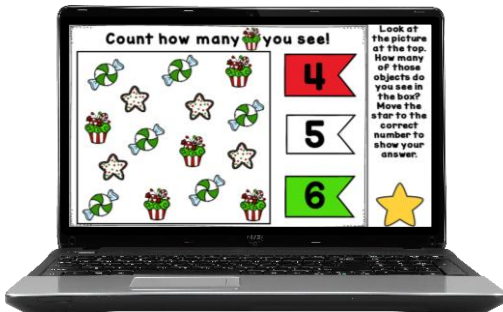 Count how many you see!
4
5
6
Look at
the picture
at the top.
How many
of those
objects do
you see in
the box?
Move the
star to the
correct
number to
show your
answer.